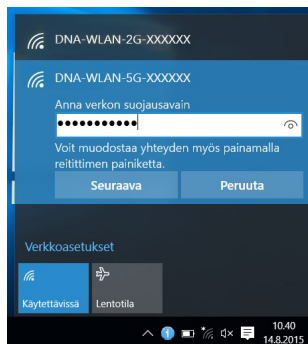 DNA-WLAN-2G-XXXXXX
DNA-WLAN-5G-XXXXXX
Anna verkon suojausavain
●●●●●●●●●●●
Voit muodostaa yhteyden myös painamalla
reitittimen painiketta.
Seuraava Peruuta
Verkkoasetukset
Käytettävissä Lentotila
10.40
14.8.2015